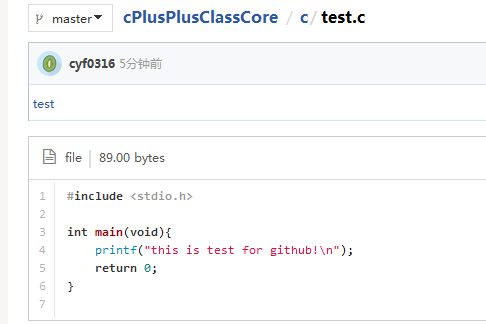 master cPlusPlusClassCore / c/ test.c
cyf0316 5分钟前
test
file 89.00 bytes
1 #include <stdio.h>
2
3 int main(void){
4 printf("this is test for github!\n");
5 return 0;
6 }
7